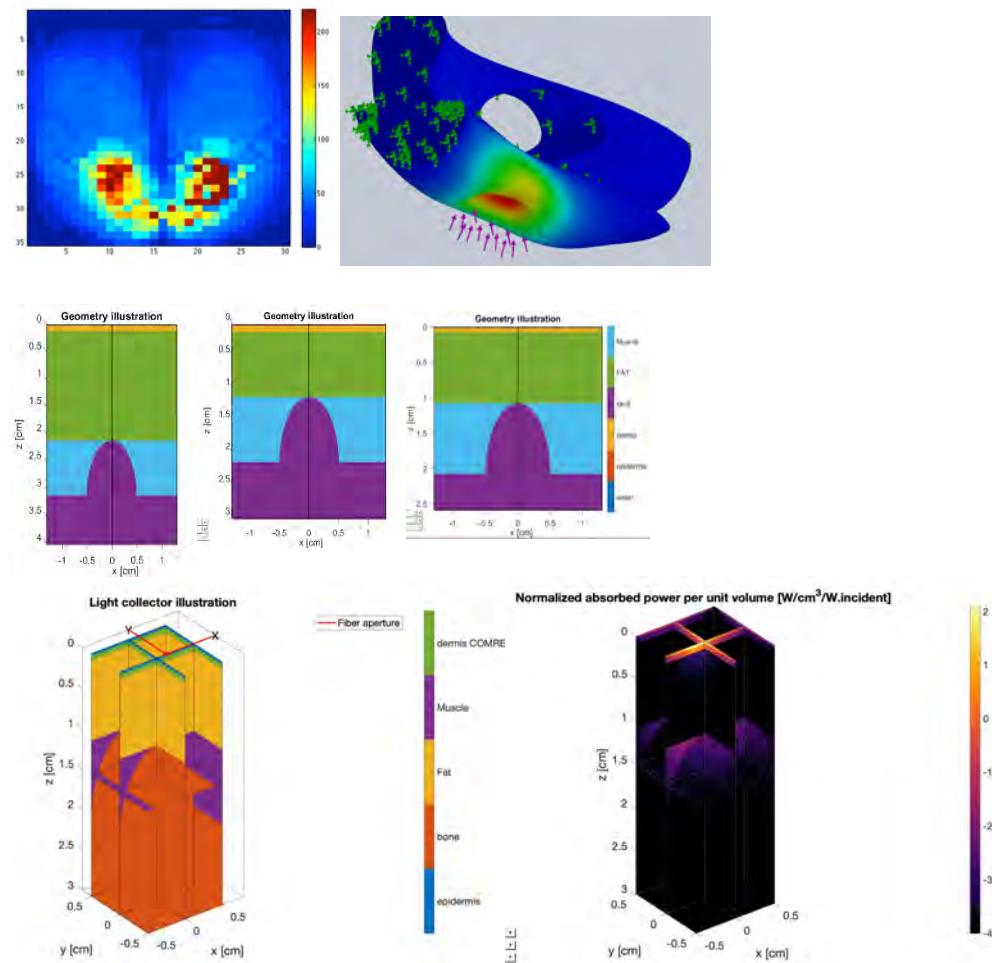 5
10
15
20
25
30
35
5
10
15
20
25
30
200
150
100
50
0
Geometry illustration
0
0.5
1
1.5
2
2.5
3
3.5
4
z [cm]
-1
-0.5
0
0.5
1
x [cm]
Geometry illustration
0
0.5
1
1.5
2
2.5
3
z [cm]
-1
-0.5
0
0.5
1
x [cm]
Geometry illustration
0
0.5
1
1.5
2
2.5
z [cm]
-1
-0.5
0
0.5
1
x [cm]
Muscle
FAT
dermis
epidermis
water
Light collector illustration
Fiber aperture
Y
X
0
0.5
1
1.5
2
2.5
3
z [cm]
0.5
0
-0.5
y [cm]
-0.5
0
0.5
x [cm]
dermis COMRE
Muscle
Fat
bone
epidermis
Normalized absorbed power per unit volume [W/cm³/W.incident]
0
0.5
1
1.5
2
2.5
3
z [cm]
0.5
0
-0.5
y [cm]
-0.5
0
0.5
x [cm]
2
1
0
-1
-2
-3
-4